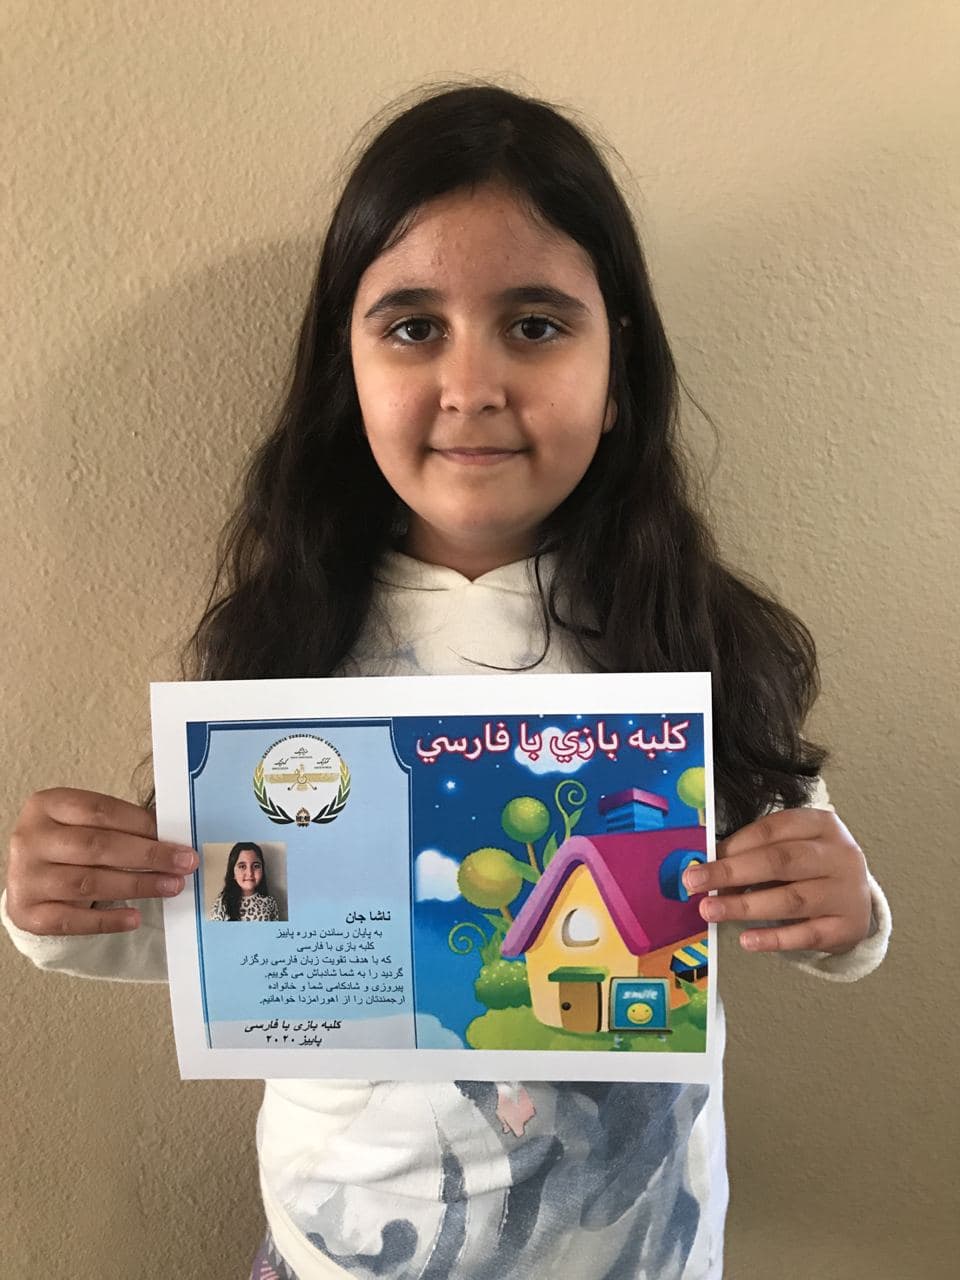 کلبه بازي با فارسي
CALIFORNIA ZOROASTRIAN CENTER
ناشا جان
به پایان رساندن دوره پاییز
کلبه بازی با فارسی
که با هدف تقویت زبان فارسی برگزار
گردید را به شما شادباش می گوییم.
پیروزی و شادکامی شما و خانواده
ارجمندتان را از اهورامزدا خواهانیم.
کلبه بازی با فارسی
پاییز ۲۰۲۰
smile